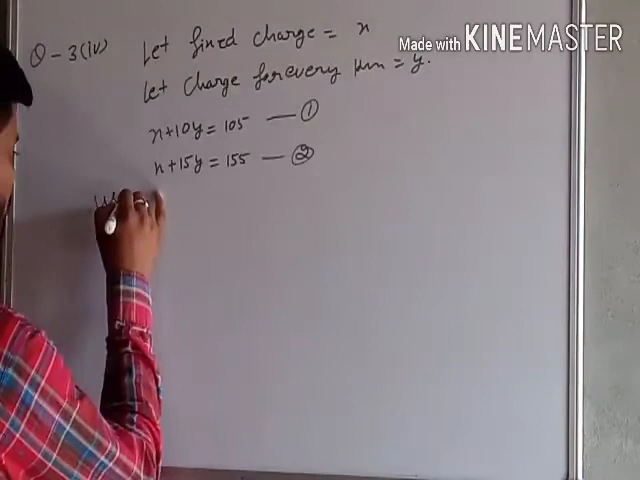 Q-3(iv) Let fixed charge = x
Made with KINEMASTER
Let charge for every km = y.
x+10y = 105 — ①
x+15y = 155 — ②